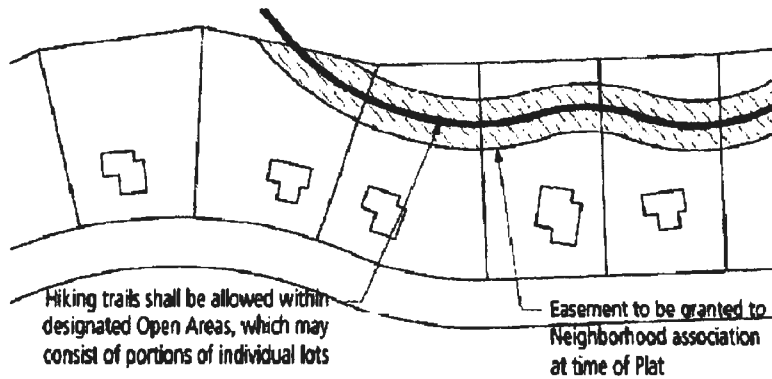 Hiking trails shall be allowed within
designated Open Areas, which may
consist of portions of individual lots
Easement to be granted to
Neighborhood association
at time of Plat